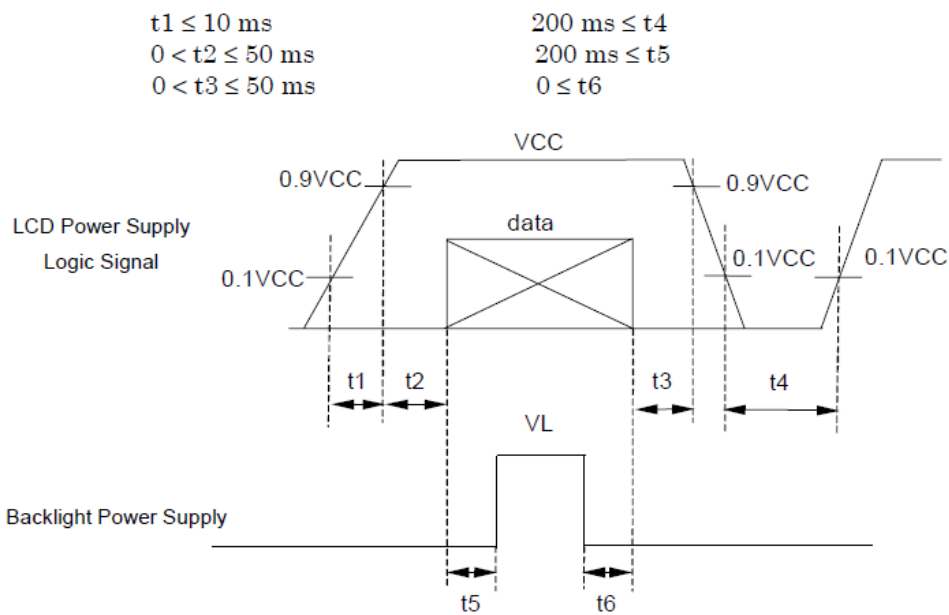 t1 ≤ 10 ms 200 ms ≤ t4
0 < t2 ≤ 50 ms 200 ms ≤ t5
0 < t3 ≤ 50 ms 0 ≤ t6
VCC
0.9VCC 0.9VCC
LCD Power Supply
Logic Signal
data
0.1VCC 0.1VCC 0.1VCC
t1 t2 t3 t4
VL
Backlight Power Supply
t5 t6